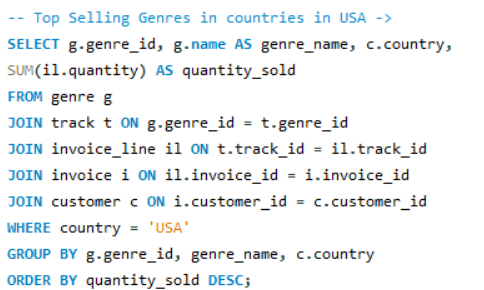 -- Top Selling Genres in countries in USA ->
SELECT g.genre_id, g.name AS genre_name, c.country,
SUM(il.quantity) AS quantity_sold
FROM genre g
JOIN track t ON g.genre_id = t.genre_id
JOIN invoice_line il ON t.track_id = il.track_id
JOIN invoice i ON il.invoice_id = i.invoice_id
JOIN customer c ON i.customer_id = c.customer_id
WHERE country = 'USA'
GROUP BY g.genre_id, genre_name, c.country
ORDER BY quantity_sold DESC;